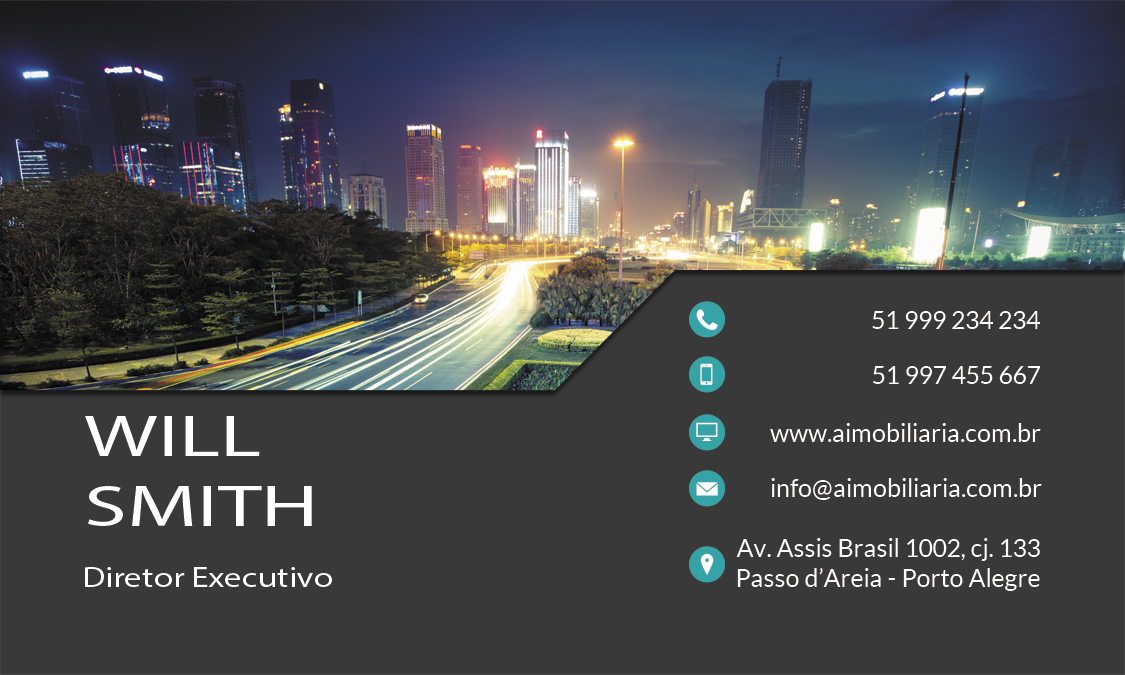 WILL
SMITH
Diretor Executivo
51 999 234 234
51 997 455 667
www.aimobiliaria.com.br
info@aimobiliaria.com.br
Av. Assis Brasil 1002, cj. 133
Passo d’Areia - Porto Alegre